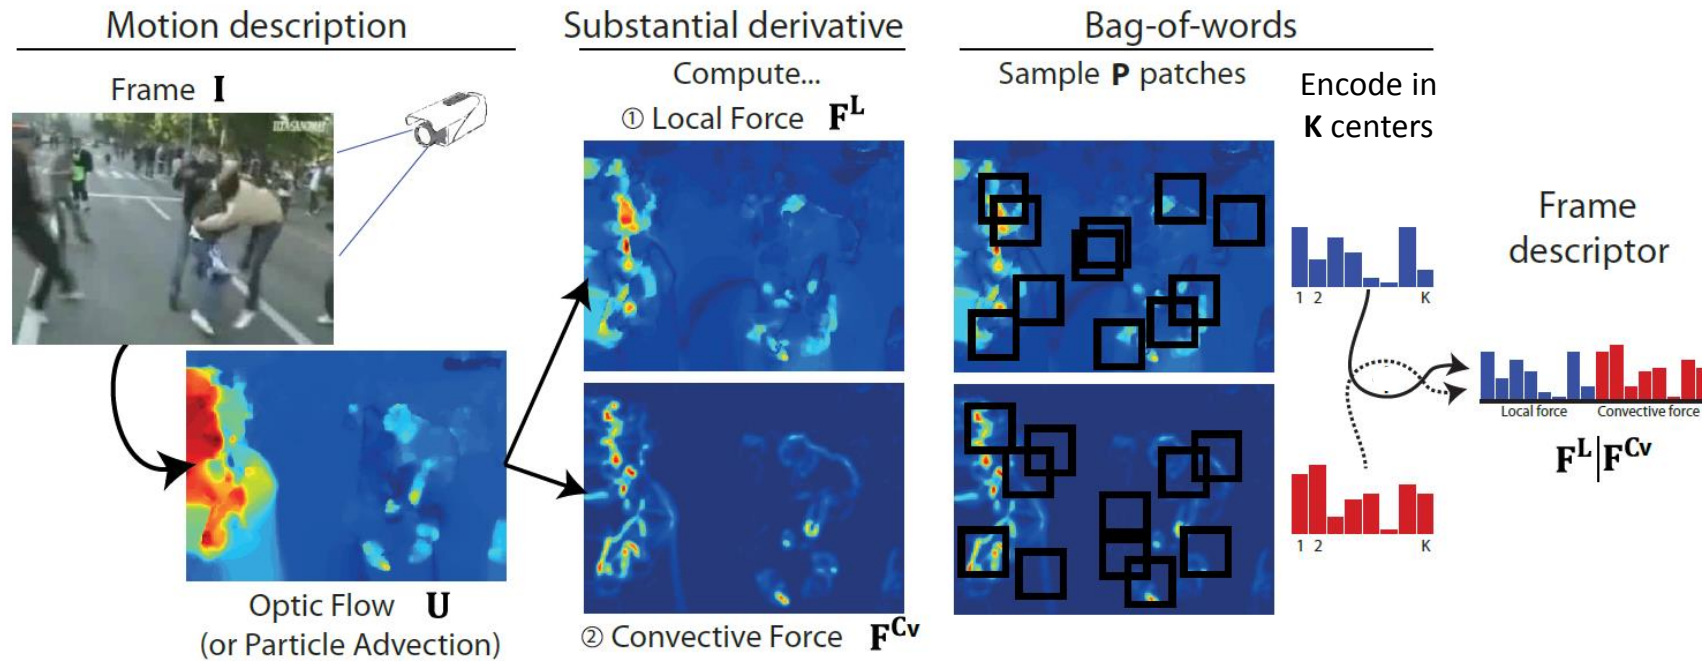 Motion description
Frame I
Optic Flow U
(or Particle Advection)
Substantial derivative
Compute...
① Local Force F^L
② Convective Force F^Cv
Bag-of-words
Sample P patches
Encode in
K centers
1 2 K
1 2 K
Frame
descriptor
Local force Convective force
F^L|F^Cv